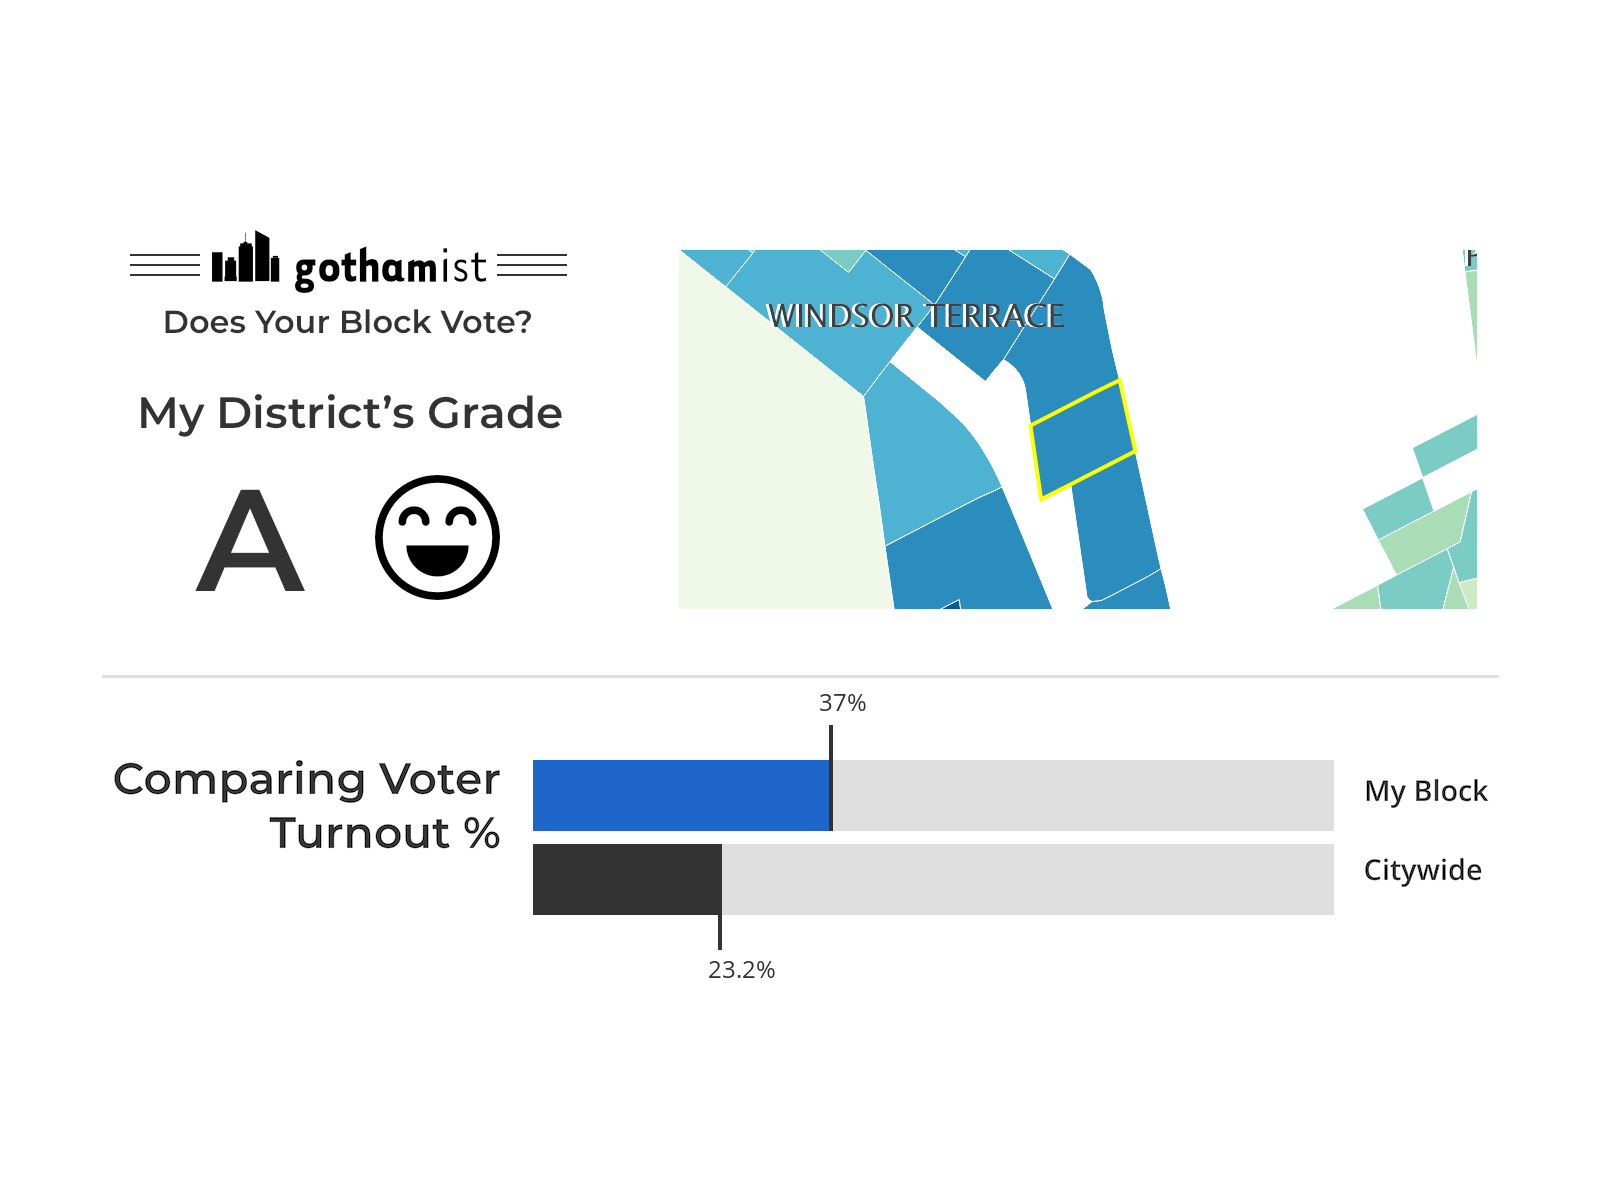 gothamist
Does Your Block Vote?
My District’s Grade
A
WINDSOR TERRACE
37%
Comparing Voter
Turnout %
My Block
Citywide
23.2%